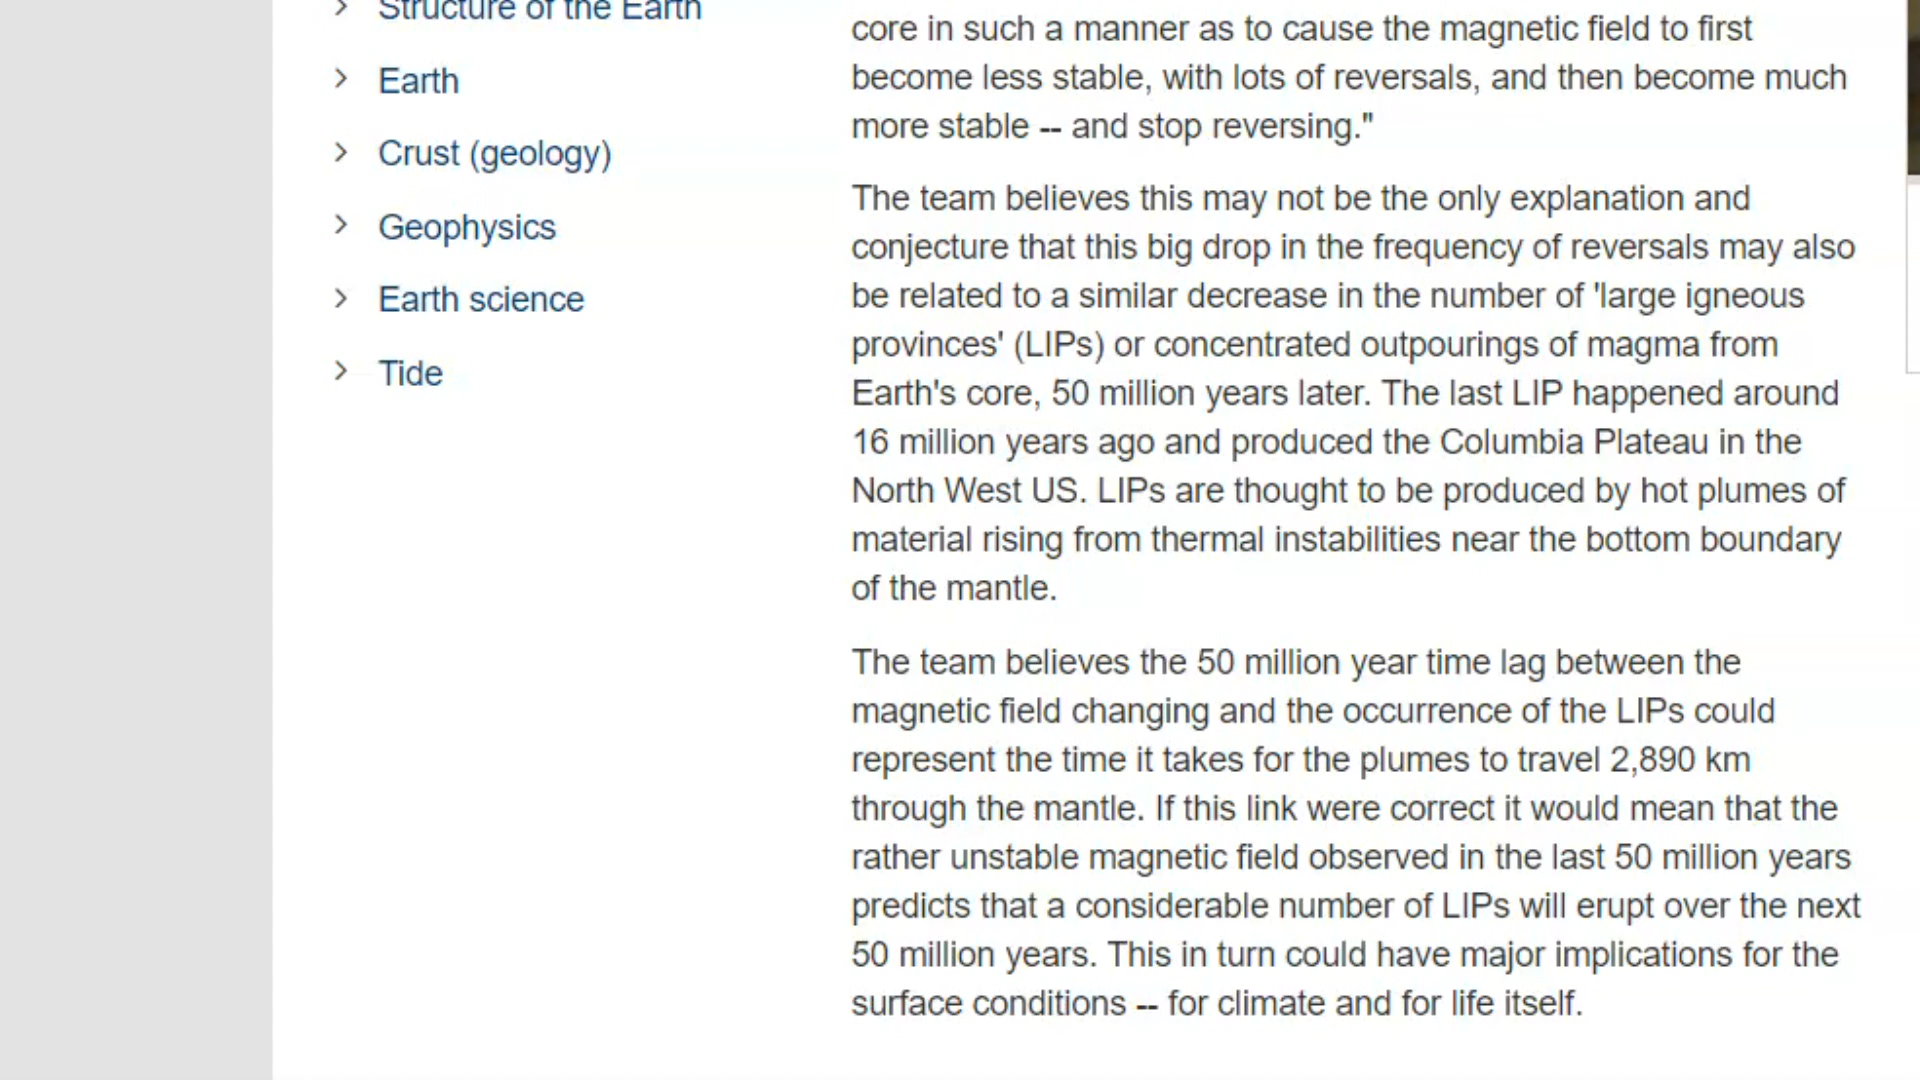 Structure of the Earth
Earth
Crust (geology)
Geophysics
Earth science
Tide
core in such a manner as to cause the magnetic field to first
become less stable, with lots of reversals, and then become much
more stable -- and stop reversing."
The team believes this may not be the only explanation and
conjecture that this big drop in the frequency of reversals may also
be related to a similar decrease in the number of 'large igneous
provinces' (LIPs) or concentrated outpourings of magma from
Earth's core, 50 million years later. The last LIP happened around
16 million years ago and produced the Columbia Plateau in the
North West US. LIPs are thought to be produced by hot plumes of
material rising from thermal instabilities near the bottom boundary
of the mantle.
The team believes the 50 million year time lag between the
magnetic field changing and the occurrence of the LIPs could
represent the time it takes for the plumes to travel 2,890 km
through the mantle. If this link were correct it would mean that the
rather unstable magnetic field observed in the last 50 million years
predicts that a considerable number of LIPs will erupt over the next
50 million years. This in turn could have major implications for the
surface conditions -- for climate and for life itself.